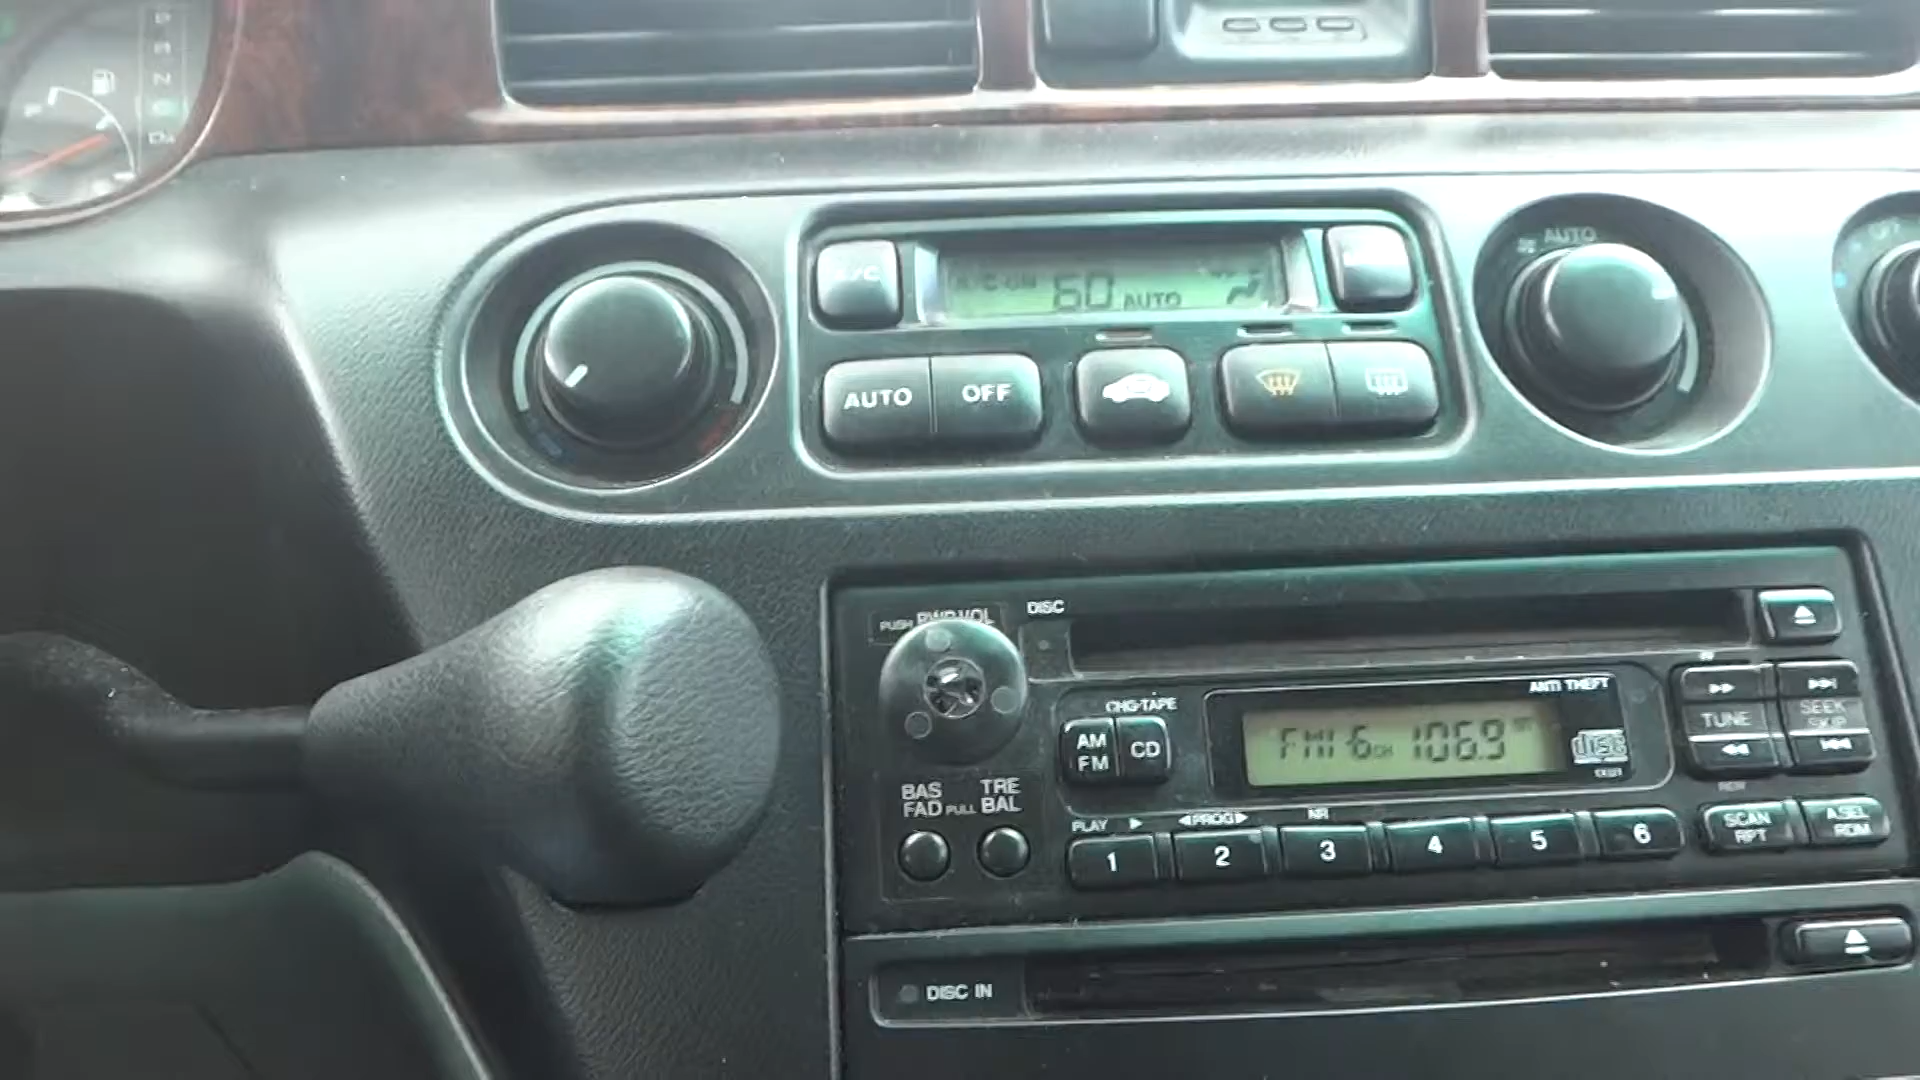 P
R
N
A/C
A/C ON 60 AUTO
AUTO
AUTO OFF
PUSH PWR·VOL
DISC
ANTI THEFT
CHG·TAPE
AM
FM
CD
FM1 6CH 106.9 ST
disc
TUNE
SEEK
SKIP
BAS
FAD
PULL
TRE
BAL
PLAY
PROG
NR
1 2 3 4 5 6
SCAN
RPT
A.SEL
RDM
DISC IN